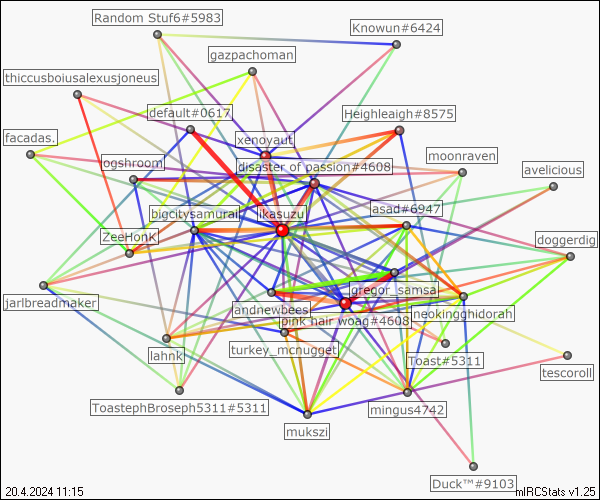 Random Stuf6#5983
Knowun#6424
gazpachoman
thiccusboiusalexusjoneus
default#0617
Heighleaigh#8575
facadas.
xenoyaut
logshroom
disaster of passion#4608
moonraven
avelicious
bigcitysamurai
likasuzu
asad#6947
ZeeHonK
doggerdig
jarlbreadmaker
andnewbees
gregor_samsa
pink hair woag#4608
neokingghidorah
lahnk
turkey_mcnugget
Toast#5311
tescoroll
ToastephBroseph5311#5311
mingus4742
mukszi
Duck™#9103
20.4.2024 11:15
mIRCStats v1.25